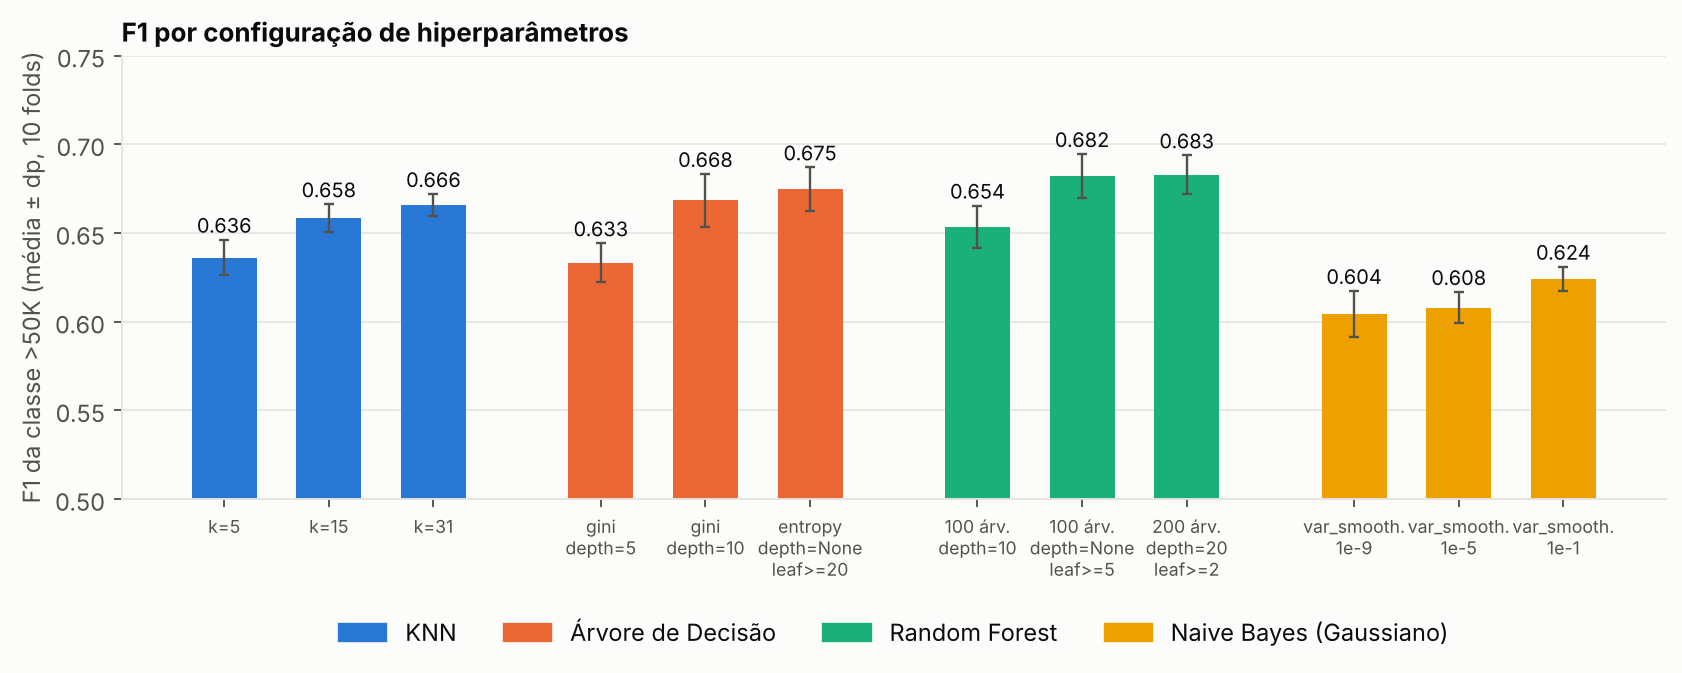 F1 por configuração de hiperparâmetros
F1 da classe >50K (média ± dp, 10 folds)
0.75
0.70
0.65
0.60
0.55
0.50
0.636
0.658
0.666
0.633
0.668
0.675
0.654
0.682
0.683
0.604
0.608
0.624
k=5
k=15
k=31
gini
depth=5
gini
depth=10
entropy
depth=None
leaf>=20
100 árv.
depth=10
100 árv.
depth=None
leaf>=5
200 árv.
depth=20
leaf>=2
var_smooth.
1e-9
var_smooth.
1e-5
var_smooth.
1e-1
KNN
Árvore de Decisão
Random Forest
Naive Bayes (Gaussiano)